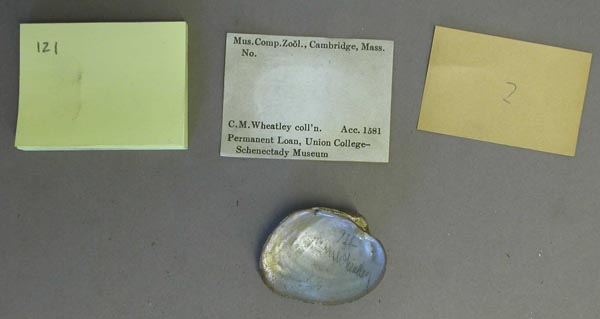 121
Mus.Comp.Zoöl., Cambridge, Mass.
No.
C.M.Wheatley coll'n. Acc. 1581
Permanent Loan, Union College-
Schenectady Museum
2